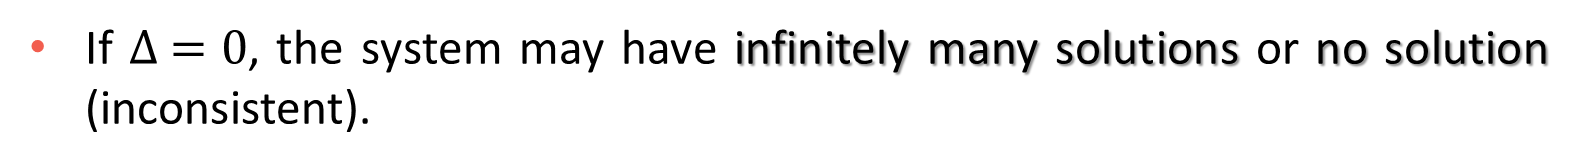 • If Δ = 0, the system may have infinitely many solutions or no solution
(inconsistent).